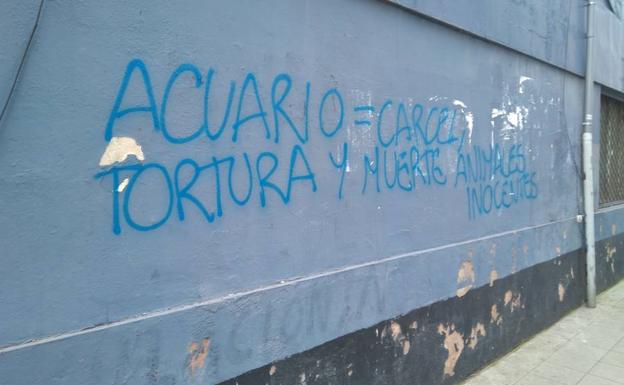 ACUARIO = CARCEL,
TORTURA Y MUERTE ANIMALES
INOCENTES